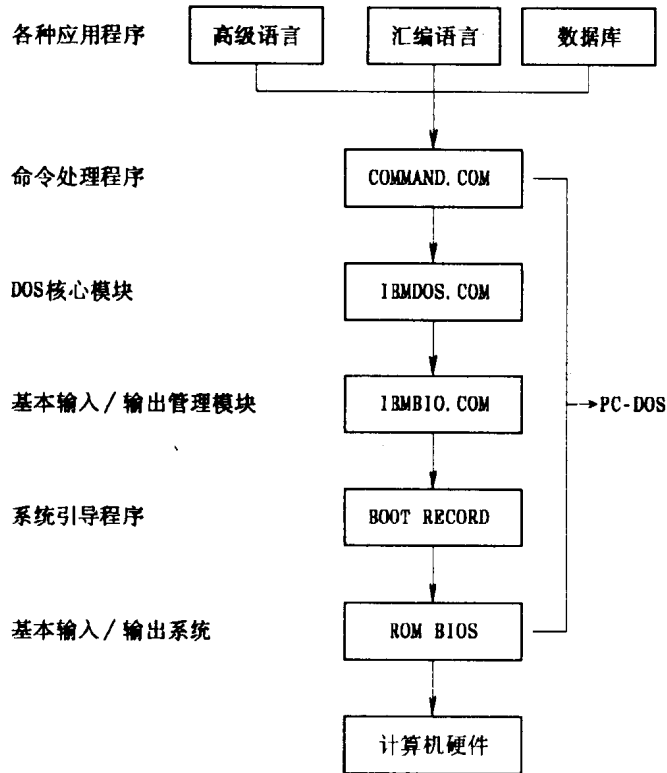 各种应用程序 高级语言 汇编语言 数据库
命令处理程序 COMMAND.COM
DOS核心模块 IBMDOS.COM
基本输入/输出管理模块 IBMBIO.COM →PC-DOS
系统引导程序 BOOT RECORD
基本输入/输出系统 ROM BIOS
计算机硬件